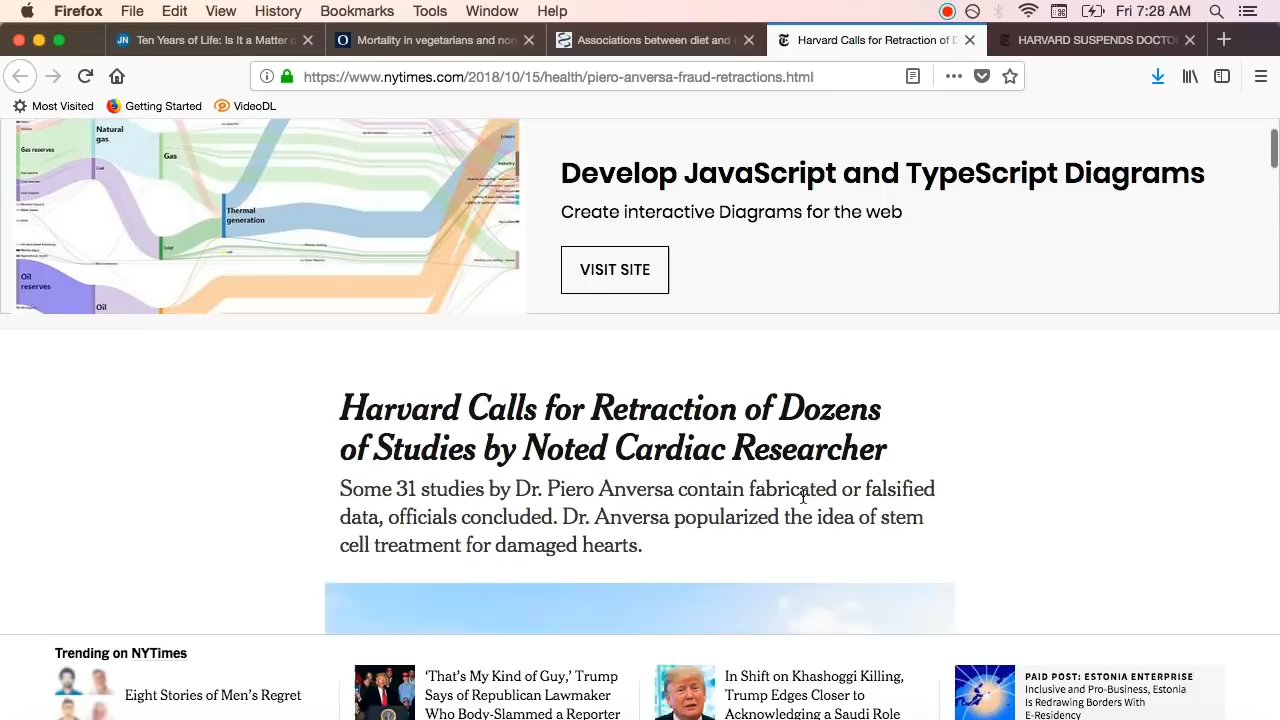 Firefox File Edit View History Bookmarks Tools Window Help Fri 7:28 AM
JN Ten Years of Life: Is it a Matter o
Mortality in vegetarians and non
Associations between diet and
Harvard Calls for Retraction of D
HARVARD SUSPENDS DOCTO
https://www.nytimes.com/2018/10/15/health/piero-anversa-fraud-retractions.html
Most Visited Getting Started VideoDL
Gas reserves
Natural
gas
Gas
Coal
Thermal
generation
Solid
Oil
reserves
Oil
Losses
Industry
Develop JavaScript and TypeScript Diagrams
Create interactive Diagrams for the web
VISIT SITE
Harvard Calls for Retraction of Dozens
of Studies by Noted Cardiac Researcher
Some 31 studies by Dr. Piero Anversa contain fabricated or falsified
data, officials concluded. Dr. Anversa popularized the idea of stem
cell treatment for damaged hearts.
Trending on NYTimes
Eight Stories of Men's Regret
'That's My Kind of Guy,' Trump
Says of Republican Lawmaker
Who Body-Slammed a Reporter
In Shift on Khashoggi Killing,
Trump Edges Closer to
Acknowledging a Saudi Role
PAID POST: ESTONIA ENTERPRISE
Inclusive and Pro-Business, Estonia
Is Redrawing Borders With
E-Residency